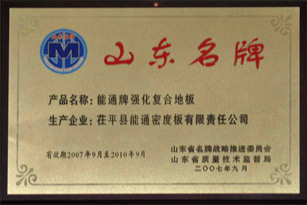 山东名牌
产品名称：能通牌强化复合地板
生产企业：茌平县能通密度板有限责任公司
有效期2007年9月至2010年9月
山东省名牌战略推进委员会
山东省质量技术监督局
二〇〇七年九月